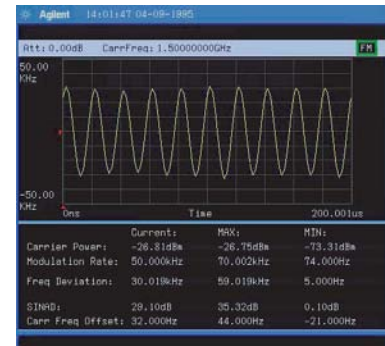 Agilent 14:01:47 04-09-1995
Att: 0.00dB CarrFreq: 1.50000000GHz FM
50.00
KHz
-50.00
KHz
0ns Time 200.001us
Current: MAX: MIN:
Carrier Power: -26.81dBm -26.75dBm -73.31dBm
Modulation Rate: 50.000kHz 70.002kHz 74.000Hz
Freq Deviation: 30.019kHz 59.019kHz 5.000Hz
SINAD: 29.10dB 35.32dB 0.10dB
Carr Freq Offset: 32.000Hz 44.000Hz -21.000Hz